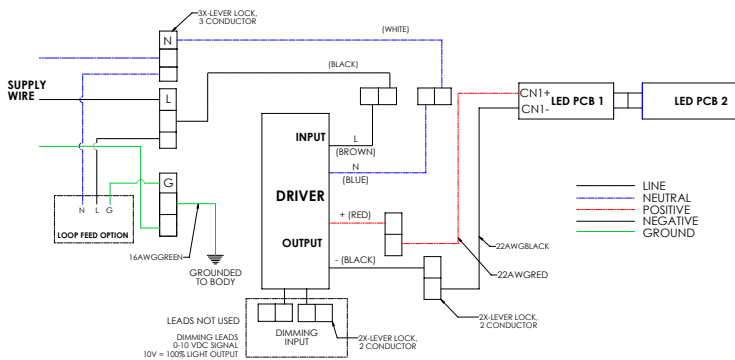 3X-LEVER LOCK,
3 CONDUCTOR
N
(WHITE)
(BLACK)
SUPPLY
WIRE
L
CN1+
CN1-
LED PCB 1
LED PCB 2
INPUT
L
(BROWN)
N
(BLUE)
DRIVER
G
N L G
LOOP FEED OPTION
+ (RED)
OUTPUT
- (BLACK)
LINE
NEUTRAL
POSITIVE
NEGATIVE
GROUND
22AWGBLACK
22AWGRED
16AWGGREEN
GROUNDED
TO BODY
LEADS NOT USED
DIMMING LEADS
0-10 VDC SIGNAL
10V = 100% LIGHT OUTPUT
DIMMING
INPUT
2X-LEVER LOCK,
2 CONDUCTOR
2X-LEVER LOCK,
2 CONDUCTOR